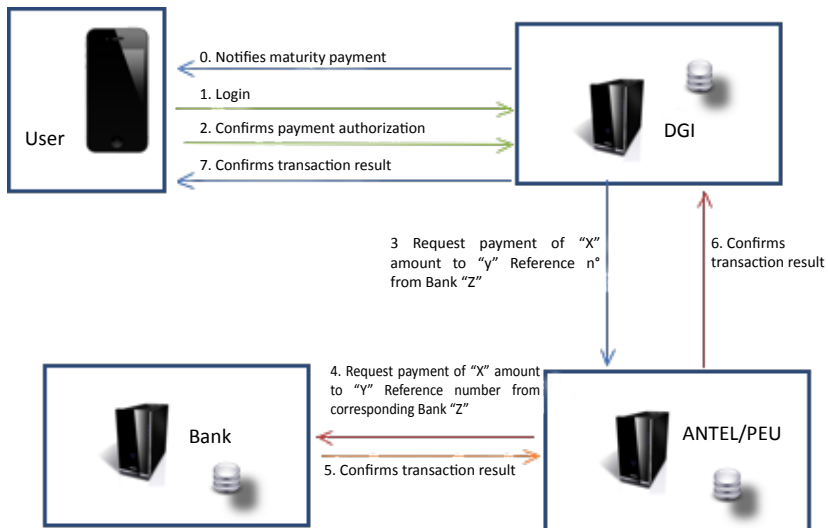 0. Notifies maturity payment
1. Login
2. Confirms payment authorization
7. Confirms transaction result
User
DGI
3 Request payment of “X”
amount to “y” Reference n°
from Bank “Z”
6. Confirms
transaction result
4. Request payment of “X” amount
to “Y” Reference number from
corresponding Bank “Z”
5. Confirms transaction result
Bank
ANTEL/PEU